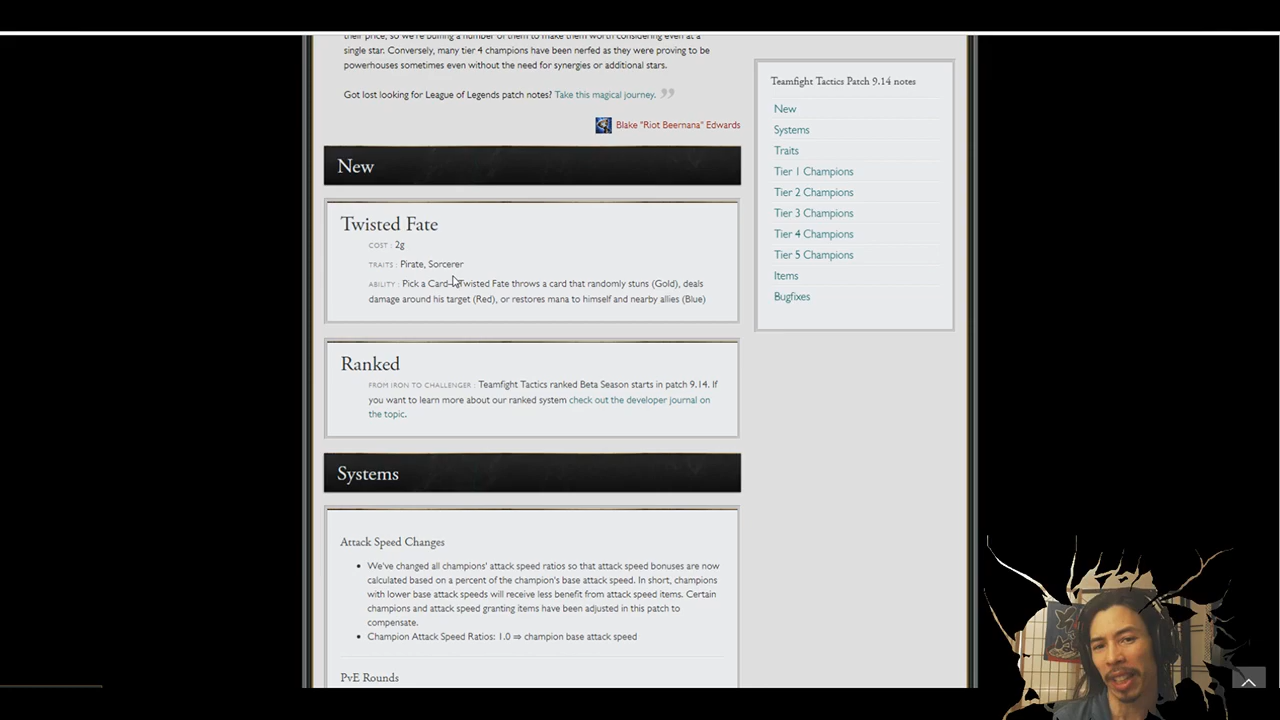 their price, so we're buffing a number of them to make them worth considering even at a
single star. Conversely, many tier 4 champions have been nerfed as they were proving to be
powerhouses sometimes even without the need for synergies or additional stars.
Got lost looking for League of Legends patch notes? Take this magical journey.
Blake "Riot Beernana" Edwards
New
Twisted Fate
COST : 2g
TRAITS : Pirate, Sorcerer
ABILITY : Pick a Card—Twisted Fate throws a card that randomly stuns (Gold), deals
damage around his target (Red), or restores mana to himself and nearby allies (Blue)
Ranked
FROM IRON TO CHALLENGER : Teamfight Tactics ranked Beta Season starts in patch 9.14. If
you want to learn more about our ranked system check out the developer journal on
the topic.
Systems
Attack Speed Changes
• We've changed all champions' attack speed ratios so that attack speed bonuses are now
calculated based on a percent of the champion's base attack speed. In short, champions
with lower base attack speeds will receive less benefit from attack speed items. Certain
champions and attack speed granting items have been adjusted in this patch to
compensate.
• Champion Attack Speed Ratios: 1.0 ⇒ champion base attack speed
PvE Rounds
Teamfight Tactics Patch 9.14 notes
New
Systems
Traits
Tier 1 Champions
Tier 2 Champions
Tier 3 Champions
Tier 4 Champions
Tier 5 Champions
Items
Bugfixes